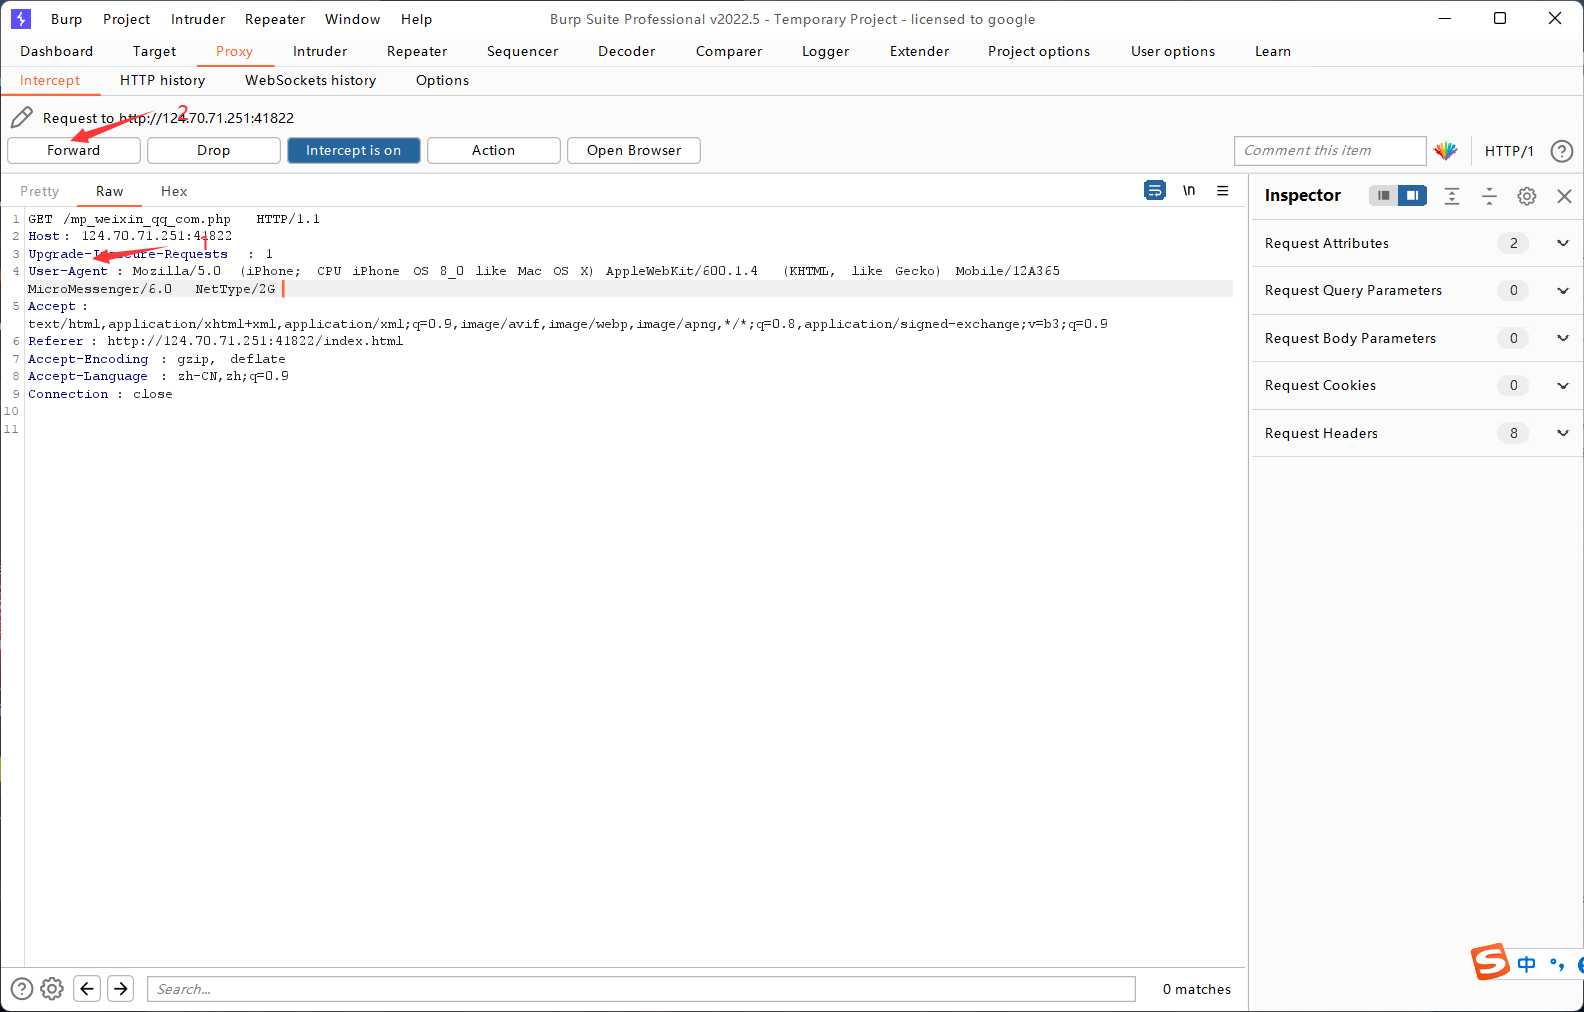 Burp Project Intruder Repeater Window Help Burp Suite Professional v2022.5 - Temporary Project - licensed to google
Dashboard Target Proxy Intruder Repeater Sequencer Decoder Comparer Logger Extender Project options User options Learn
Intercept HTTP history WebSockets history Options
2
Request to http://124.70.71.251:41822
Forward Drop Intercept is on Action Open Browser Comment this item HTTP/1 ?
Pretty Raw Hex \n Inspector
1 GET /mp_weixin_qq_com.php HTTP/1.1
2 Host: 124.70.71.251:41822
1
3 Upgrade-Insecure-Requests : 1
4 User-Agent : Mozilla/5.0 (iPhone; CPU iPhone OS 8_0 like Mac OS X) AppleWebKit/600.1.4 (KHTML, like Gecko) Mobile/12A365
MicroMessenger/6.0 NetType/2G
5 Accept :
text/html,application/xhtml+xml,application/xml;q=0.9,image/avif,image/webp,image/apng,*/*;q=0.8,application/signed-exchange;v=b3;q=0.9
6 Referer : http://124.70.71.251:41822/index.html
7 Accept-Encoding : gzip, deflate
8 Accept-Language : zh-CN,zh;q=0.9
9 Connection : close
10
11
Request Attributes 2
Request Query Parameters 0
Request Body Parameters 0
Request Cookies 0
Request Headers 8
S 中 °,
? Search... 0 matches